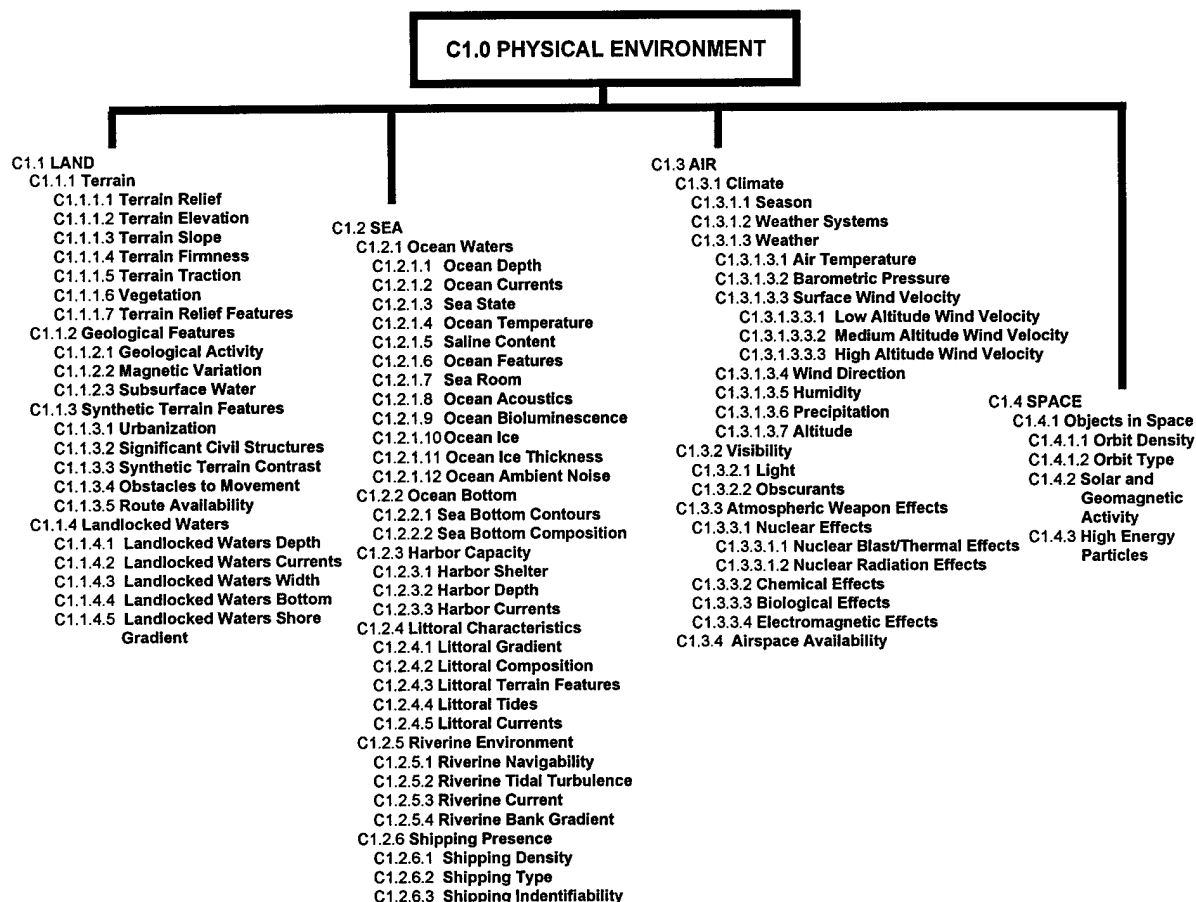 C1.0 PHYSICAL ENVIRONMENT
C1.1 LAND
C1.1.1 Terrain
C1.1.1.1 Terrain Relief
C1.1.1.2 Terrain Elevation
C1.1.1.3 Terrain Slope
C1.1.1.4 Terrain Firmness
C1.1.1.5 Terrain Traction
C1.1.1.6 Vegetation
C1.1.1.7 Terrain Relief Features
C1.1.2 Geological Features
C1.1.2.1 Geological Activity
C1.1.2.2 Magnetic Variation
C1.1.2.3 Subsurface Water
C1.1.3 Synthetic Terrain Features
C1.1.3.1 Urbanization
C1.1.3.2 Significant Civil Structures
C1.1.3.3 Synthetic Terrain Contrast
C1.1.3.4 Obstacles to Movement
C1.1.3.5 Route Availability
C1.1.4 Landlocked Waters
C1.1.4.1 Landlocked Waters Depth
C1.1.4.2 Landlocked Waters Currents
C1.1.4.3 Landlocked Waters Width
C1.1.4.4 Landlocked Waters Bottom
C1.1.4.5 Landlocked Waters Shore
Gradient
C1.2 SEA
C1.2.1 Ocean Waters
C1.2.1.1 Ocean Depth
C1.2.1.2 Ocean Currents
C1.2.1.3 Sea State
C1.2.1.4 Ocean Temperature
C1.2.1.5 Saline Content
C1.2.1.6 Ocean Features
C1.2.1.7 Sea Room
C1.2.1.8 Ocean Acoustics
C1.2.1.9 Ocean Bioluminescence
C1.2.1.10 Ocean Ice
C1.2.1.11 Ocean Ice Thickness
C1.2.1.12 Ocean Ambient Noise
C1.2.2 Ocean Bottom
C1.2.2.1 Sea Bottom Contours
C1.2.2.2 Sea Bottom Composition
C1.2.3 Harbor Capacity
C1.2.3.1 Harbor Shelter
C1.2.3.2 Harbor Depth
C1.2.3.3 Harbor Currents
C1.2.4 Littoral Characteristics
C1.2.4.1 Littoral Gradient
C1.2.4.2 Littoral Composition
C1.2.4.3 Littoral Terrain Features
C1.2.4.4 Littoral Tides
C1.2.4.5 Littoral Currents
C1.2.5 Riverine Environment
C1.2.5.1 Riverine Navigability
C1.2.5.2 Riverine Tidal Turbulence
C1.2.5.3 Riverine Current
C1.2.5.4 Riverine Bank Gradient
C1.2.6 Shipping Presence
C1.2.6.1 Shipping Density
C1.2.6.2 Shipping Type
C1.2.6.3 Shipping Indentifiability
C1.3 AIR
C1.3.1 Climate
C1.3.1.1 Season
C1.3.1.2 Weather Systems
C1.3.1.3 Weather
C1.3.1.3.1 Air Temperature
C1.3.1.3.2 Barometric Pressure
C1.3.1.3.3 Surface Wind Velocity
C1.3.1.3.3.1 Low Altitude Wind Velocity
C1.3.1.3.3.2 Medium Altitude Wind Velocity
C1.3.1.3.3.3 High Altitude Wind Velocity
C1.3.1.3.4 Wind Direction
C1.3.1.3.5 Humidity
C1.3.1.3.6 Precipitation
C1.3.1.3.7 Altitude
C1.3.2 Visibility
C1.3.2.1 Light
C1.3.2.2 Obscurants
C1.3.3 Atmospheric Weapon Effects
C1.3.3.1 Nuclear Effects
C1.3.3.1.1 Nuclear Blast/Thermal Effects
C1.3.3.1.2 Nuclear Radiation Effects
C1.3.3.2 Chemical Effects
C1.3.3.3 Biological Effects
C1.3.3.4 Electromagnetic Effects
C1.3.4 Airspace Availability
C1.4 SPACE
C1.4.1 Objects in Space
C1.4.1.1 Orbit Density
C1.4.1.2 Orbit Type
C1.4.2 Solar and
Geomagnetic
Activity
C1.4.3 High Energy
Particles